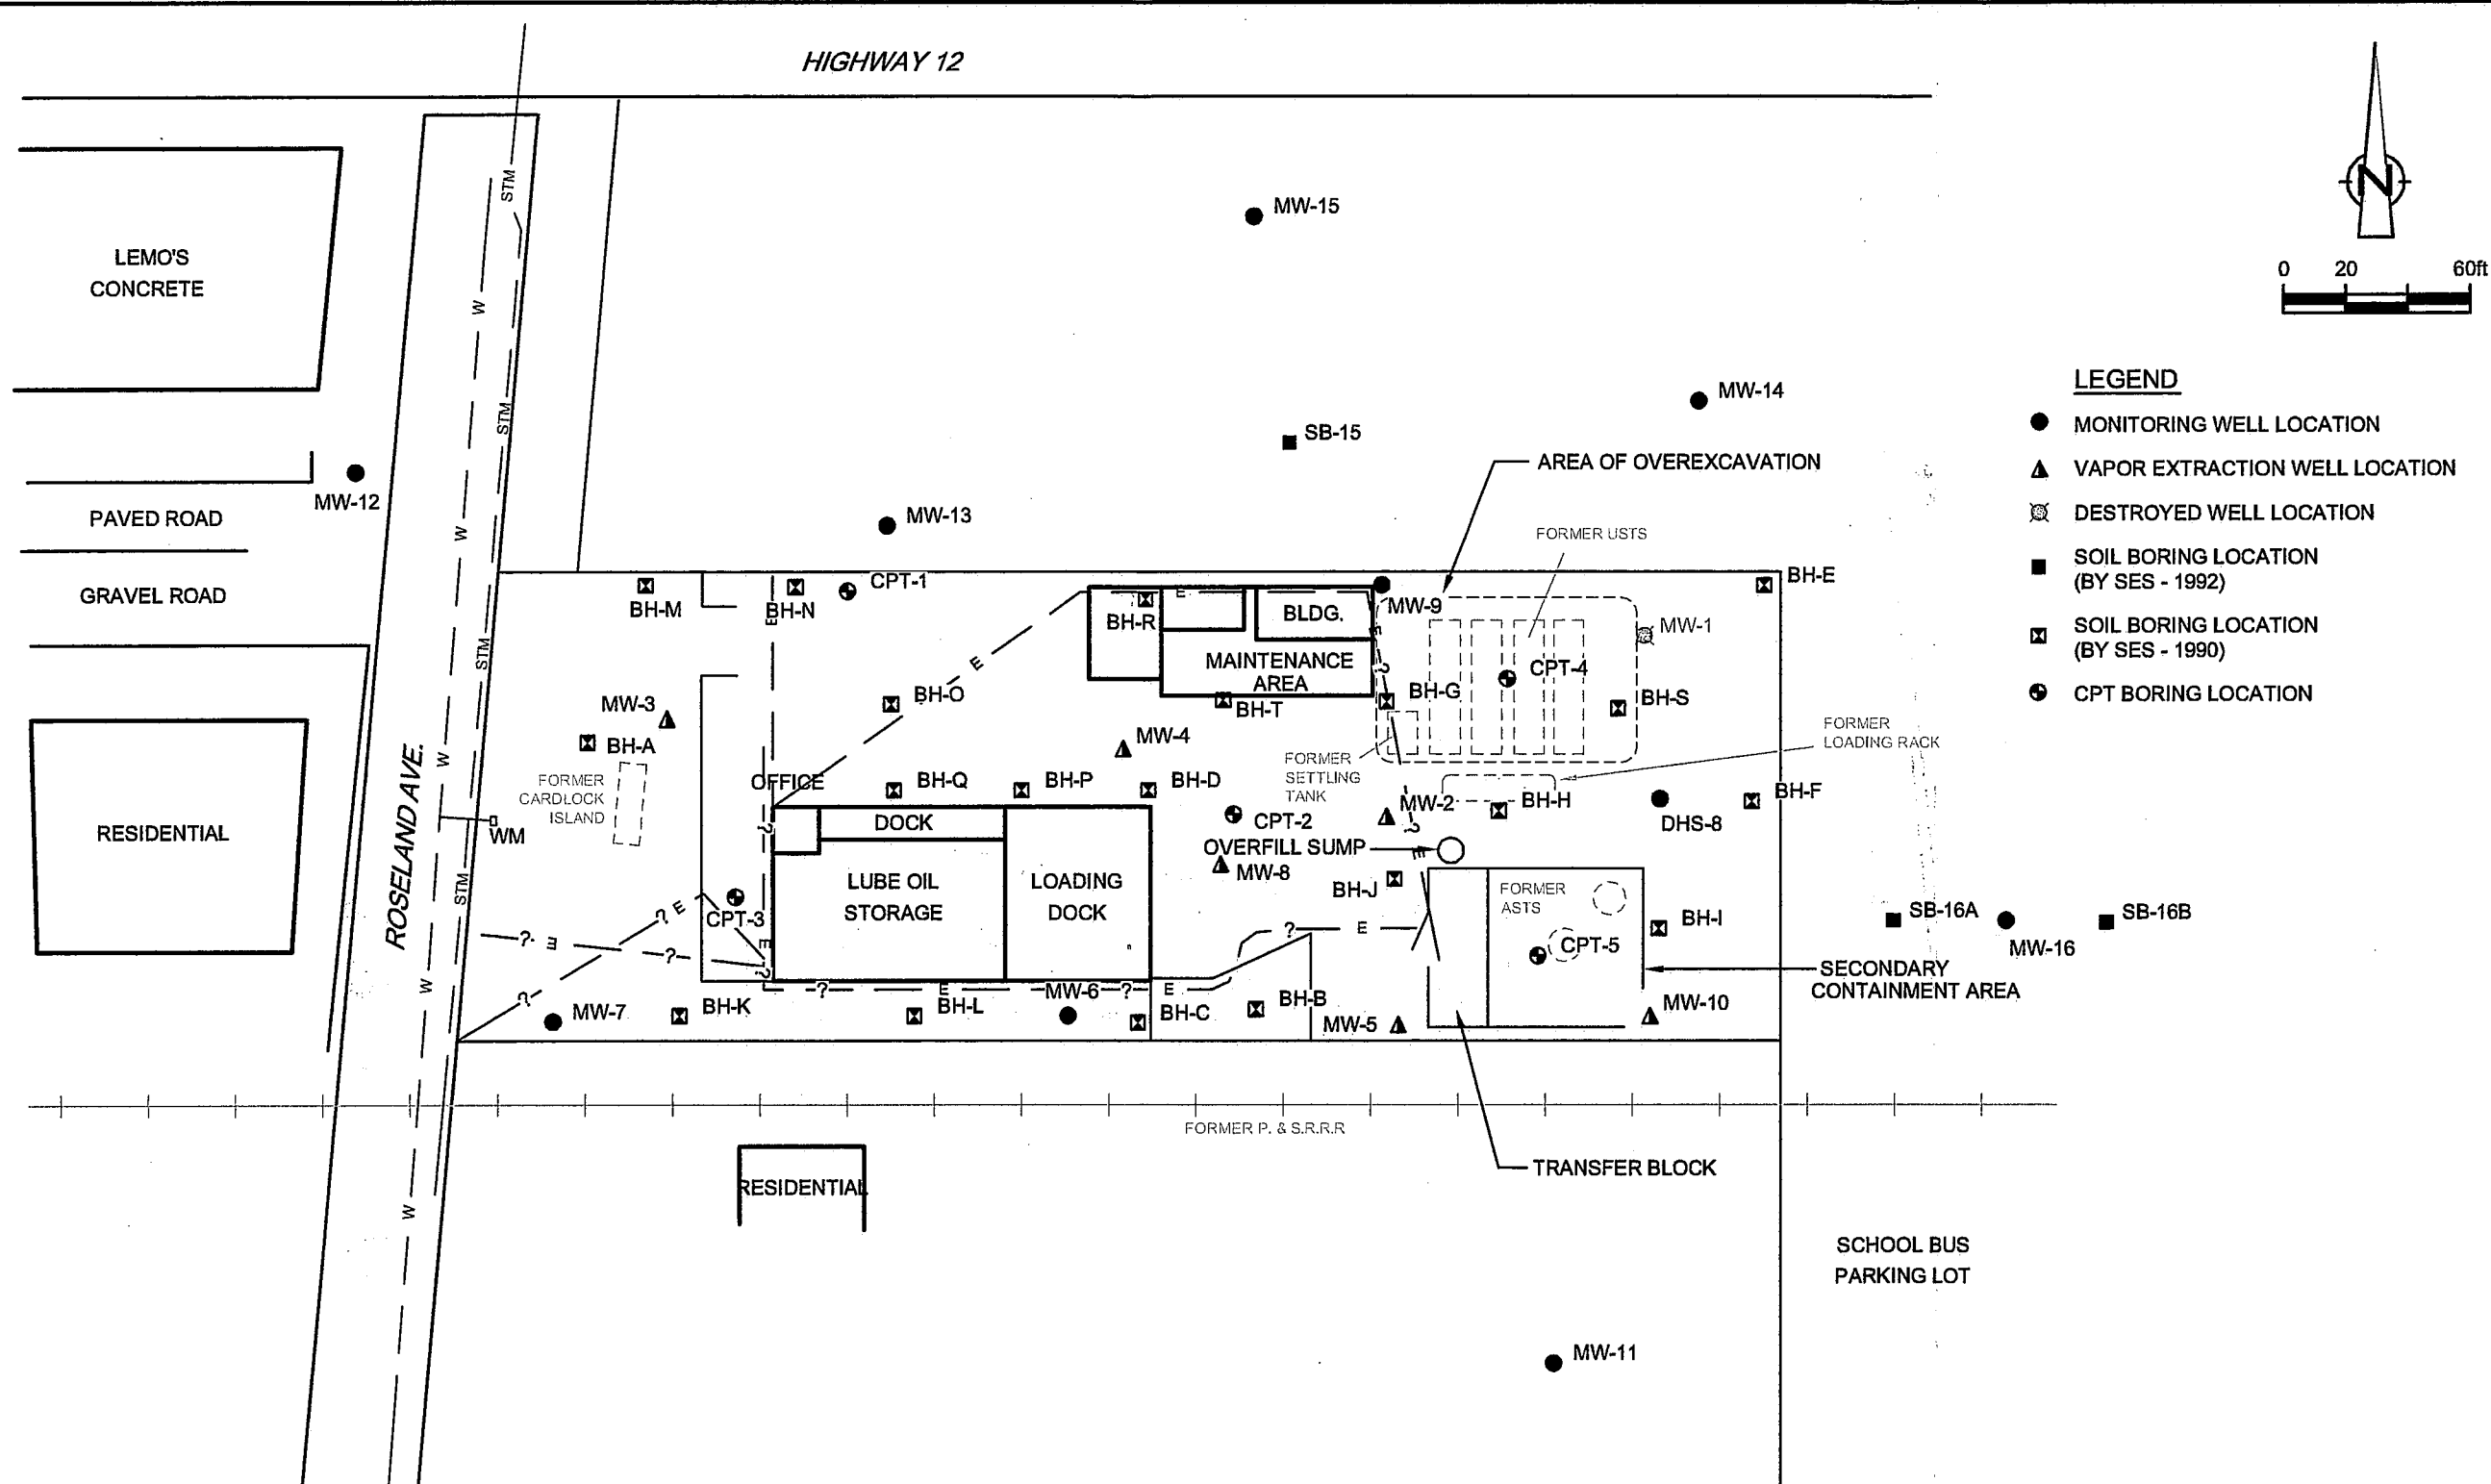 HIGHWAY 12
N
0 20 60ft
STM
W
LEMO'S
CONCRETE
MW-15
MW-14
SB-15
AREA OF OVEREXCAVATION
LEGEND
MONITORING WELL LOCATION
VAPOR EXTRACTION WELL LOCATION
DESTROYED WELL LOCATION
SOIL BORING LOCATION
(BY SES - 1992)
SOIL BORING LOCATION
(BY SES - 1990)
CPT BORING LOCATION
STM
W
MW-12
PAVED ROAD
GRAVEL ROAD
MW-13
FORMER USTS
BH-M
BH-N
CPT-1
E
BH-R
E
BLDG.
MW-9
BH-E
MW-1
MAINTENANCE
AREA
E
?
CPT-4
STM
E
BH-O
BH-T
BH-G
BH-S
MW-3
BH-A
MW-4
FORMER
LOADING RACK
FORMER
SETTLING
TANK
FORMER
CARDLOCK
ISLAND
OFFICE
BH-Q
BH-P
BH-D
CPT-2
MW-2
BH-H
DHS-8
BH-F
RESIDENTIAL
ROSELAND AVE.
W
WM
?
DOCK
?
OVERFILL SUMP
E
MW-8
LUBE OIL
STORAGE
LOADING
DOCK
BH-J
FORMER
ASTS
STM
? E
CPT-3
BH-I
SB-16A
MW-16
SB-16B
? E
?
E
?
? E
CPT-5
SECONDARY
CONTAINMENT AREA
W
?
? E
MW-6
? E
MW-7
BH-K
BH-L
BH-C
BH-B
MW-5
MW-10
FORMER P. & S.R.R.R
TRANSFER BLOCK
RESIDENTIAL
W
SCHOOL BUS
PARKING LOT
MW-11